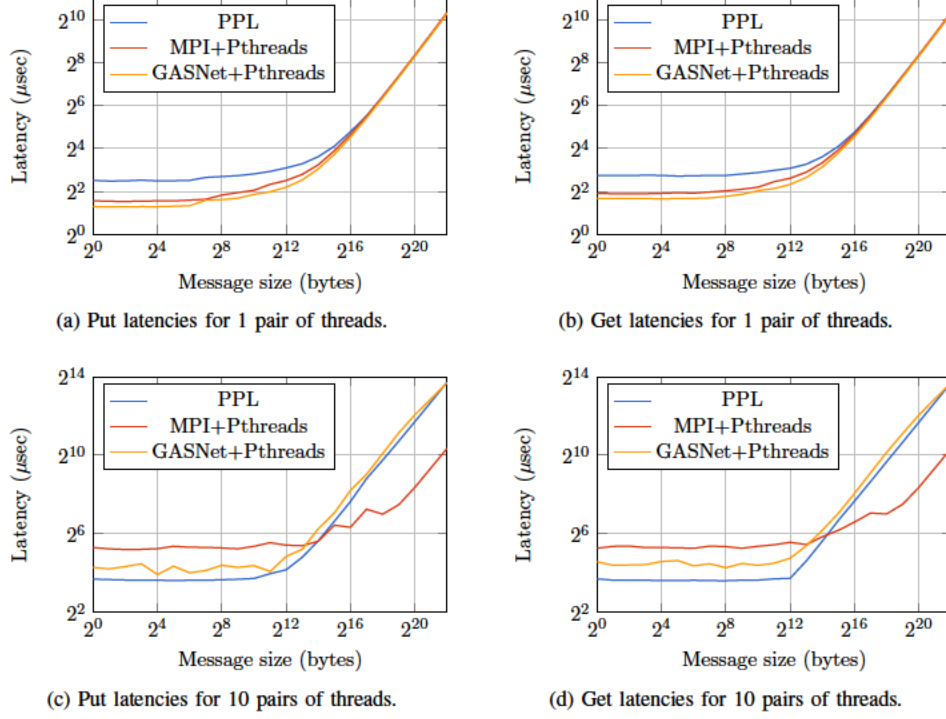 2^10
2^8
2^6
2^4
2^2
2^0
Latency (μsec)
PPL
MPI+Pthreads
GASNet+Pthreads
2^0 2^4 2^8 2^12 2^16 2^20
Message size (bytes)
(a) Put latencies for 1 pair of threads.
2^10
2^8
2^6
2^4
2^2
2^0
Latency (μsec)
PPL
MPI+Pthreads
GASNet+Pthreads
2^0 2^4 2^8 2^12 2^16 2^20
Message size (bytes)
(b) Get latencies for 1 pair of threads.
2^14
2^10
2^6
2^2
Latency (μsec)
PPL
MPI+Pthreads
GASNet+Pthreads
2^0 2^4 2^8 2^12 2^16 2^20
Message size (bytes)
(c) Put latencies for 10 pairs of threads.
2^14
2^10
2^6
2^2
Latency (μsec)
PPL
MPI+Pthreads
GASNet+Pthreads
2^0 2^4 2^8 2^12 2^16 2^20
Message size (bytes)
(d) Get latencies for 10 pairs of threads.